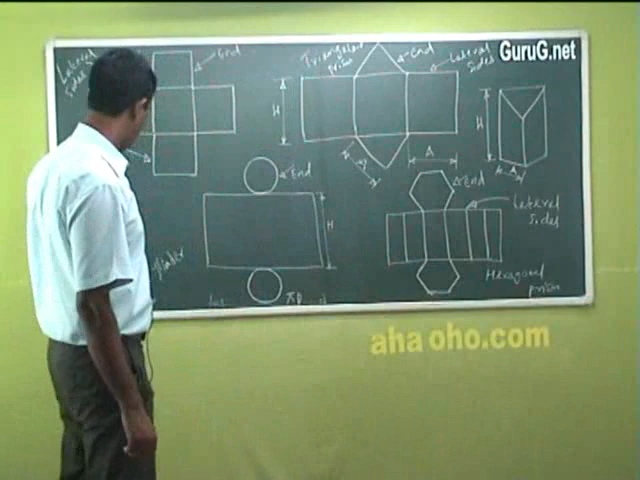 GuruG.net
Lateral
Sides
End
Triangular
prism
End
Lateral
Sides
H
H
A
A
A
End
End
Lateral
Sides
H
Hexagonal
prism
πD
aha oho.com